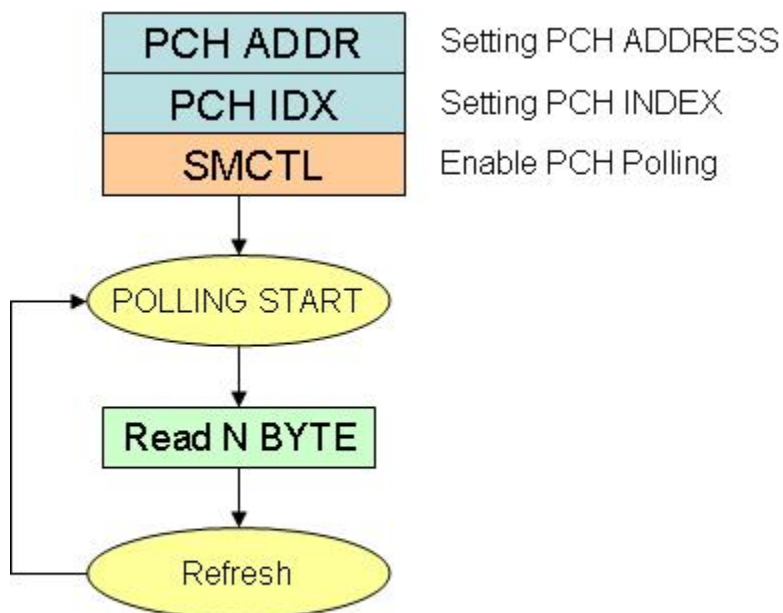 PCH ADDR Setting PCH ADDRESS
PCH IDX Setting PCH INDEX
SMCTL Enable PCH Polling
POLLING START
Read N BYTE
Refresh